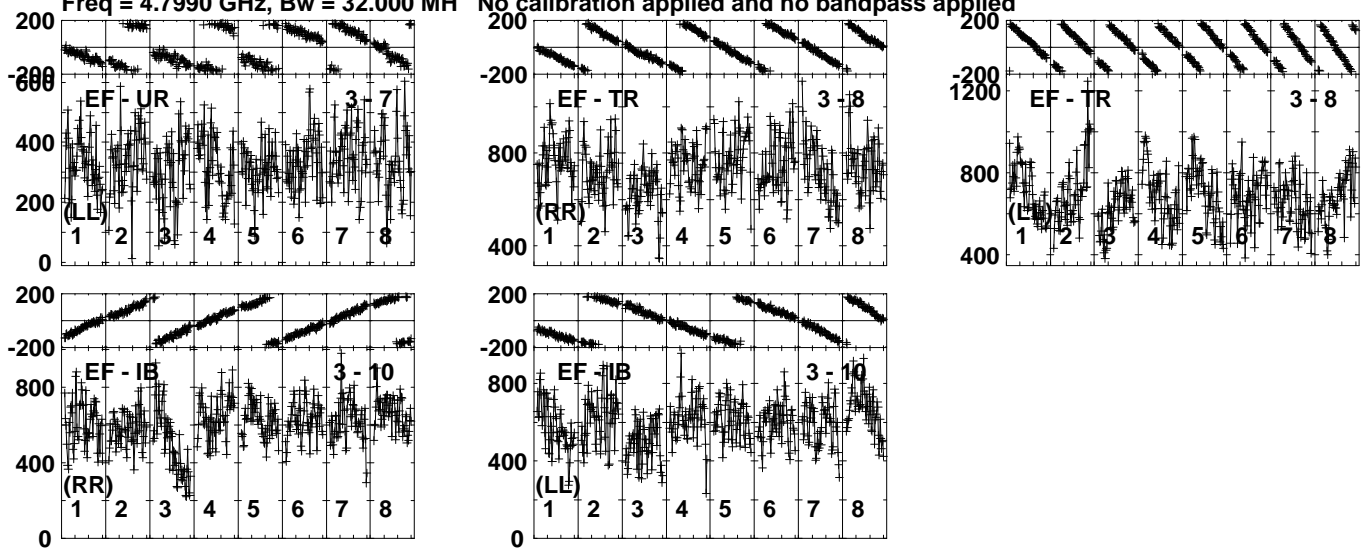 Freq = 4.7990 GHz, Bw = 32.000 MH No calibration applied and no bandpass applied
200
-200
600
400
200
0
EF - UR 3 - 7
(LL)
1 2 3 4 5 6 7 8
200
-200
800
400
EF - TR 3 - 8
(RR)
1 2 3 4 5 6 7 8
200
-200
1200
1000
800
600
400
EF - TR 3 - 8
(LL)
1 2 3 4 5 6 7 8
200
-200
800
400
0
EF - IB 3 - 10
(RR)
1 2 3 4 5 6 7 8
200
-200
800
400
0
EF - IB 3 - 10
(LL)
1 2 3 4 5 6 7 8